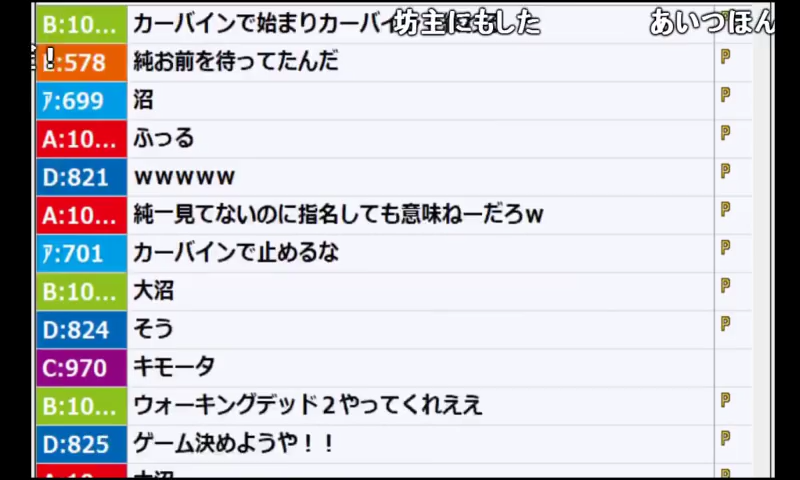 B:10... カーバインで始まりカーバイ
坊主にもした
あいつほん
578 純お前を待ってたんだ P
ｱ:699 沼 P
A:10... ふっる P
D:821 wwwww P
A:10... 純一見てないのに指名しても意味ねーだろw P
ｱ:701 カーバインで止めるな P
B:10... 大沼 P
D:824 そう P
C:970 キモータ
B:10... ウォーキングデッド２やってくれええ P
D:825 ゲーム決めようや！！ P
A:10... 大沼 P